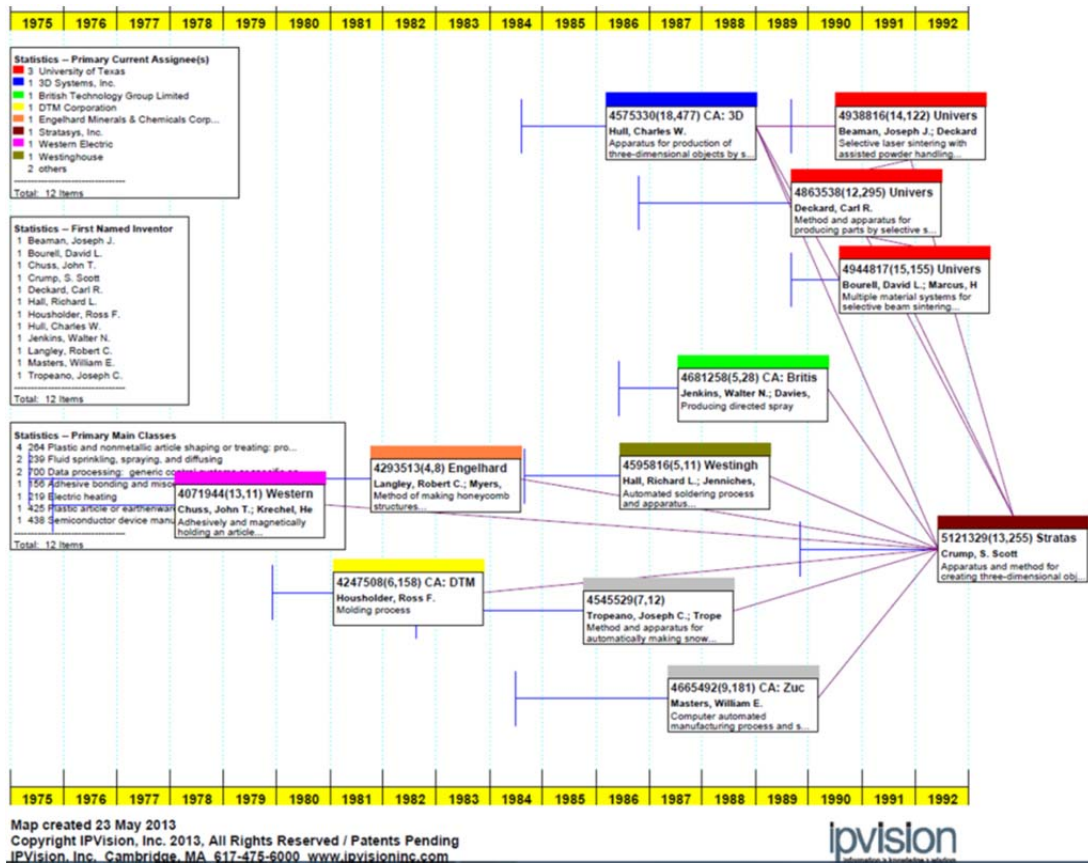 1975 1976 1977 1978 1979 1980 1981 1982 1983 1984 1985 1986 1987 1988 1989 1990 1991 1992
Statistics -- Primary Current Assignee(s)
3 University of Texas
1 3D Systems, Inc.
1 British Technology Group Limited
1 DTM Corporation
1 Engelhard Minerals & Chemicals Corp...
1 Stratasys, Inc.
1 Western Electric
1 Westinghouse
2 others
Total: 12 Items
Statistics -- First Named Inventor
1 Beaman, Joseph J.
1 Bourell, David L.
1 Chuss, John T.
1 Crump, S. Scott
1 Deckard, Carl R.
1 Hall, Richard L.
1 Housholder, Ross F.
1 Hull, Charles W.
1 Jenkins, Walter N.
1 Langley, Robert C.
1 Masters, William E.
1 Tropeano, Joseph C.
Total: 12 Items
Statistics -- Primary Main Classes
4 264 Plastic and nonmetallic article shaping or treating: pro...
2 239 Fluid sprinkling, spraying, and diffusing
2 700 Data processing: generic control systems or specific
1 156 Adhesive bonding and misc
1 219 Electric heating
1 425 Plastic article or earthenware
1 438 Semiconductor device manu
Total: 12 Items
4575330(18,477) CA: 3D
Hull, Charles W.
Apparatus for production of
three-dimensional objects by s...
4938816(14,122) Univers
Beaman, Joseph J.; Deckard
Selective laser sintering with
assisted powder handling...
4863538(12,295) Univers
Deckard, Carl R.
Method and apparatus for
producing parts by selective s...
4944817(15,155) Univers
Bourell, David L.; Marcus, H
Multiple material systems for
selective beam sintering...
4681258(5,28) CA: Britis
Jenkins, Walter N.; Davies,
Producing directed spray
4293513(4,8) Engelhard
Langley, Robert C.; Myers,
Method of making honeycomb
structures...
4595816(5,11) Westingh
Hall, Richard L.; Jenniches,
Automated soldering process
and apparatus...
4071944(13,11) Western
Chuss, John T.; Krechel, He
Adhesively and magnetically
holding an article...
5121329(13,255) Stratas
Crump, S. Scott
Apparatus and method for
creating three-dimensional obj...
4247508(6,158) CA: DTM
Housholder, Ross F.
Molding process
4545529(7,12)
Tropeano, Joseph C.; Trope
Method and apparatus for
automatically making snow...
4665492(9,181) CA: Zuc
Masters, William E.
Computer automated
manufacturing process and s...
1975 1976 1977 1978 1979 1980 1981 1982 1983 1984 1985 1986 1987 1988 1989 1990 1991 1992
Map created 23 May 2013
Copyright IPVision, Inc. 2013, All Rights Reserved / Patents Pending
IPVision, Inc. Cambridge, MA 617-475-6000 www.ipvisioninc.com
ipvision